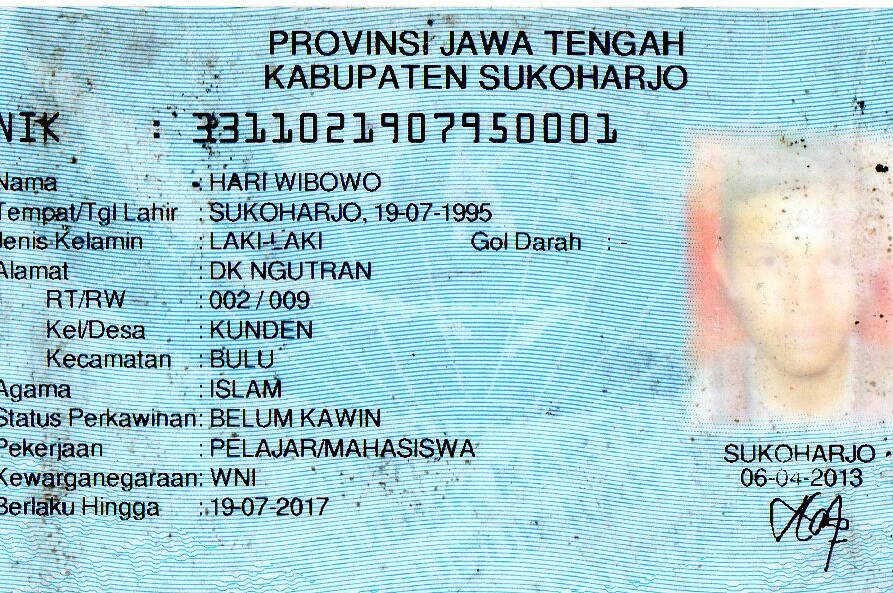 PROVINSI JAWA TENGAH
KABUPATEN SUKOHARJO
NIK : 3311021907950001
Nama : HARI WIBOWO
Tempat/Tgl Lahir : SUKOHARJO, 19-07-1995
Jenis Kelamin : LAKI-LAKI Gol Darah : -
Alamat : DK NGUTRAN
RT/RW : 002 / 009
Kel/Desa : KUNDEN
Kecamatan : BULU
Agama : ISLAM
Status Perkawinan: BELUM KAWIN
Pekerjaan : PELAJAR/MAHASISWA
Kewarganegaraan: WNI
Berlaku Hingga : 19-07-2017
SUKOHARJO
06-04-2013